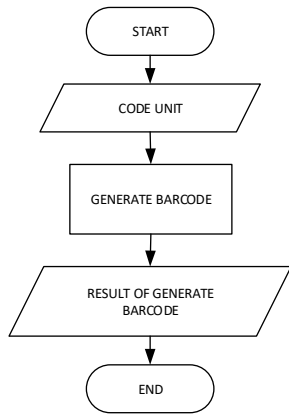 START
CODE UNIT
GENERATE BARCODE
RESULT OF GENERATE
BARCODE
END